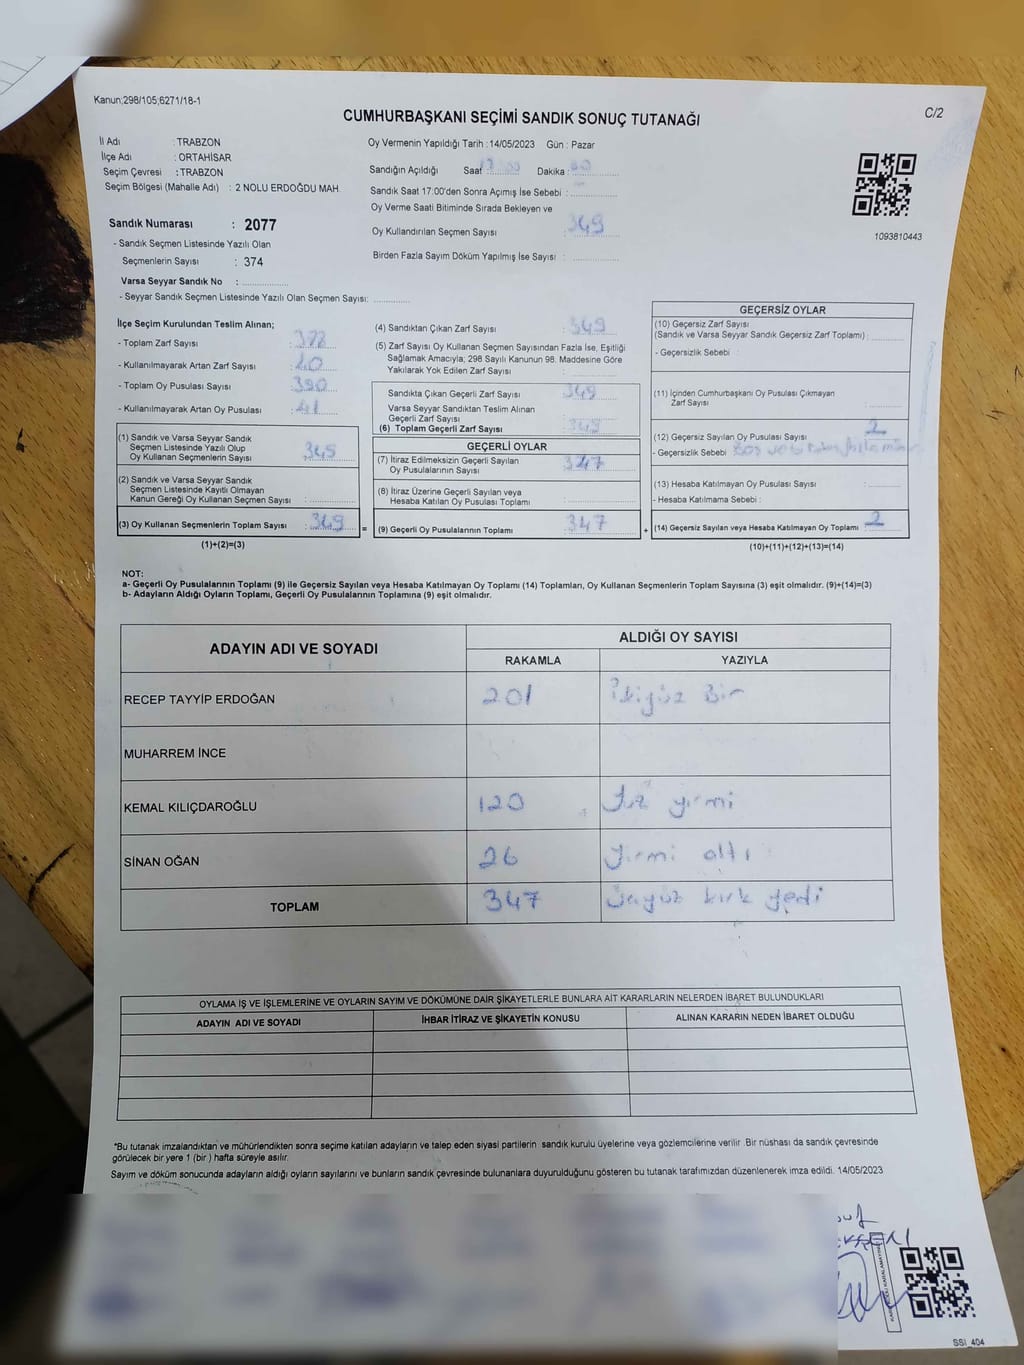 Kanun;298/105;6271/18-1
C/2
CUMHURBAŞKANI SEÇİMİ SANDIK SONUÇ TUTANAĞI
İl Adı : TRABZON
İlçe Adı : ORTAHİSAR
Seçim Çevresi : TRABZON
Seçim Bölgesi (Mahalle Adı) : 2 NOLU ERDOĞDU MAH.
Oy Vermenin Yapıldığı Tarih : 14/05/2023 Gün : Pazar
Sandığın Açıldığı Saat : Dakika :
Sandık Saat 17:00'den Sonra Açımış İse Sebebi :
Oy Verme Saati Bitiminde Sırada Bekleyen ve
Oy Kullandırılan Seçmen Sayısı : 349
Birden Fazla Sayım Döküm Yapılmış İse Sayısı :
1093810443
Sandık Numarası : 2077
- Sandık Seçmen Listesinde Yazılı Olan
Seçmenlerin Sayısı : 374
Varsa Seyyar Sandık No :
- Seyyar Sandık Seçmen Listesinde Yazılı Olan Seçmen Sayısı:
İlçe Seçim Kurulundan Teslim Alınan;
- Toplam Zarf Sayısı : 378
- Kullanılmayarak Artan Zarf Sayısı : 40
- Toplam Oy Pusulası Sayısı : 390
- Kullanılmayarak Artan Oy Pusulası : 41
(1) Sandık ve Varsa Seyyar Sandık
Seçmen Listesinde Yazılı Olup
Oy Kullanan Seçmenlerin Sayısı : 345
(2) Sandık ve Varsa Seyyar Sandık
Seçmen Listesinde Kayıtlı Olmayan
Kanun Gereği Oy Kullanan Seçmen Sayısı :
(3) Oy Kullanan Seçmenlerin Toplam Sayısı : 349 =
(1)+(2)=(3)
(4) Sandıktan Çıkan Zarf Sayısı : 349
(5) Zarf Sayısı Oy Kullanan Seçmen Sayısından Fazla İse, Eşitliği
Sağlamak Amacıyla; 298 Sayılı Kanunun 98. Maddesine Göre
Yakılarak Yok Edilen Zarf Sayısı :
Sandıkta Çıkan Geçerli Zarf Sayısı : 349
Varsa Seyyar Sandıktan Teslim Alınan
Geçerli Zarf Sayısı :
(6) Toplam Geçerli Zarf Sayısı : 349
GEÇERLİ OYLAR
(7) İtiraz Edilmeksizin Geçerli Sayılan
Oy Pusulalarının Sayısı : 347
(8) İtiraz Üzerine Geçerli Sayılan veya
Hesaba Katılan Oy Pusulası Toplamı :
(9) Geçerli Oy Pusulalarının Toplamı : 347 +
GEÇERSİZ OYLAR
(10) Geçersiz Zarf Sayısı
(Sandık ve Varsa Seyyar Sandık Geçersiz Zarf Toplamı) :
- Geçersizlik Sebebi :
(11) İçinden Cumhurbaşkanı Oy Pusulası Çıkmayan
Zarf Sayısı :
(12) Geçersiz Sayılan Oy Pusulası Sayısı : 2
- Geçersizlik Sebebi
(13) Hesaba Katılmayan Oy Pusulası Sayısı :
- Hesaba Katılmama Sebebi :
(14) Geçersiz Sayılan veya Hesaba Katılmayan Oy Toplamı : 2
(10)+(11)+(12)+(13)=(14)
NOT:
a- Geçerli Oy Pusulalarının Toplamı (9) ile Geçersiz Sayılan veya Hesaba Katılmayan Oy Toplamı (14) Toplamları, Oy Kullanan Seçmenlerin Toplam Sayısına (3) eşit olmalıdır. (9)+(14)=(3)
b- Adayların Aldığı Oyların Toplamı, Geçerli Oy Pusulalarının Toplamına (9) eşit olmalıdır.
ADAYIN ADI VE SOYADI ALDIĞI OY SAYISI
RAKAMLA YAZIYLA
RECEP TAYYİP ERDOĞAN 201 İkiyüz Bir
MUHARREM İNCE
KEMAL KILIÇDAROĞLU 120 Yüz yirmi
SİNAN OĞAN 26 Yirmi altı
TOPLAM 347 üçyüz kırk yedi
OYLAMA İŞ VE İŞLEMLERİNE VE OYLARIN SAYIM VE DÖKÜMÜNE DAİR ŞİKAYETLERLE BUNLARA AİT KARARLARIN NELERDEN İBARET BULUNDUKLARI
ADAYIN ADI VE SOYADI İHBAR İTİRAZ VE ŞİKAYETİN KONUSU ALINAN KARARIN NEDEN İBARET OLDUĞU
*Bu tutanak imzalandıktan ve mühürlendikten sonra seçime katılan adayların ve talep eden siyasi partilerin sandık kurulu üyelerine veya gözlemcilerine verilir. Bir nüshası da sandık çevresinde
görülecek bir yere 1 (bir ) hafta süreyle asılır.
Sayım ve döküm sonucunda adayların aldığı oyların sayılarını ve bunların sandık çevresinde bulunanlara duyurulduğunu gösteren bu tutanak tarafımızdan düzenlenerek imza edildi. 14/05/2023
SSİ_404